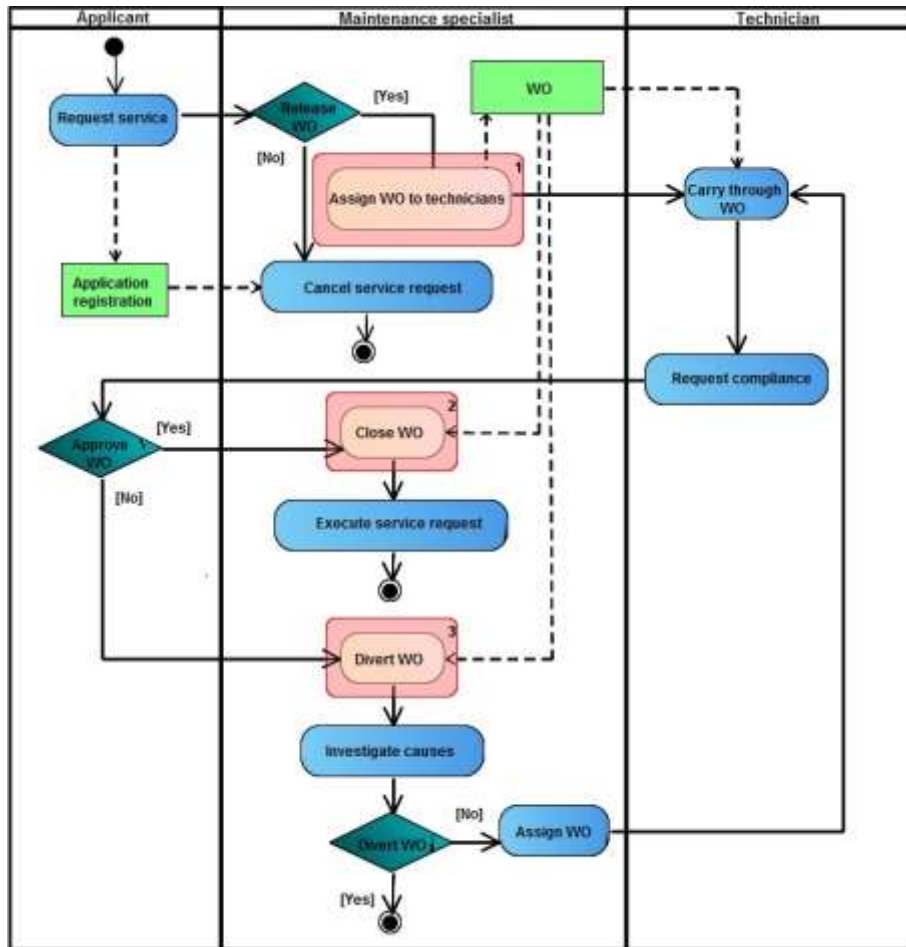 Applicant
Maintenance specialist
Technician
Request service
Release
WO
[Yes]
[No]
WO
1
Assign WO to technicians
Carry through
WO
Application
registration
Cancel service request
Request compliance
Approve
WO
[Yes]
[No]
2
Close WO
Execute service request
3
Divert WO
Investigate causes
Divert WO
[No]
Assign WO
[Yes]